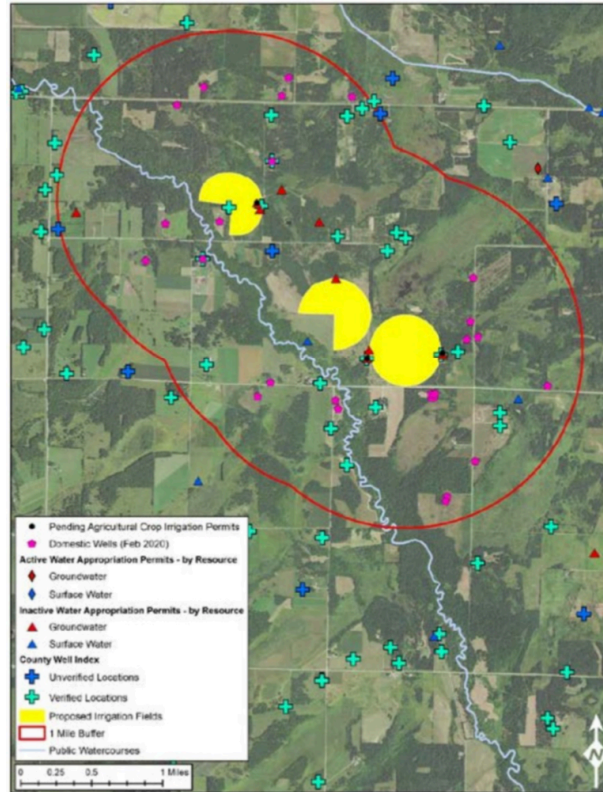 Pending Agricultural Crop Irrigation Permits
Domestic Wells (Feb 2020)
Active Water Appropriation Permits - by Resource
Groundwater
Surface Water
Inactive Water Appropriation Permits - by Resource
Groundwater
Surface Water
County Well Index
Unverified Locations
Verified Locations
Proposed Irrigation Fields
1 Mile Buffer
Public Watercourses
0 0.25 0.5 1 Miles
N